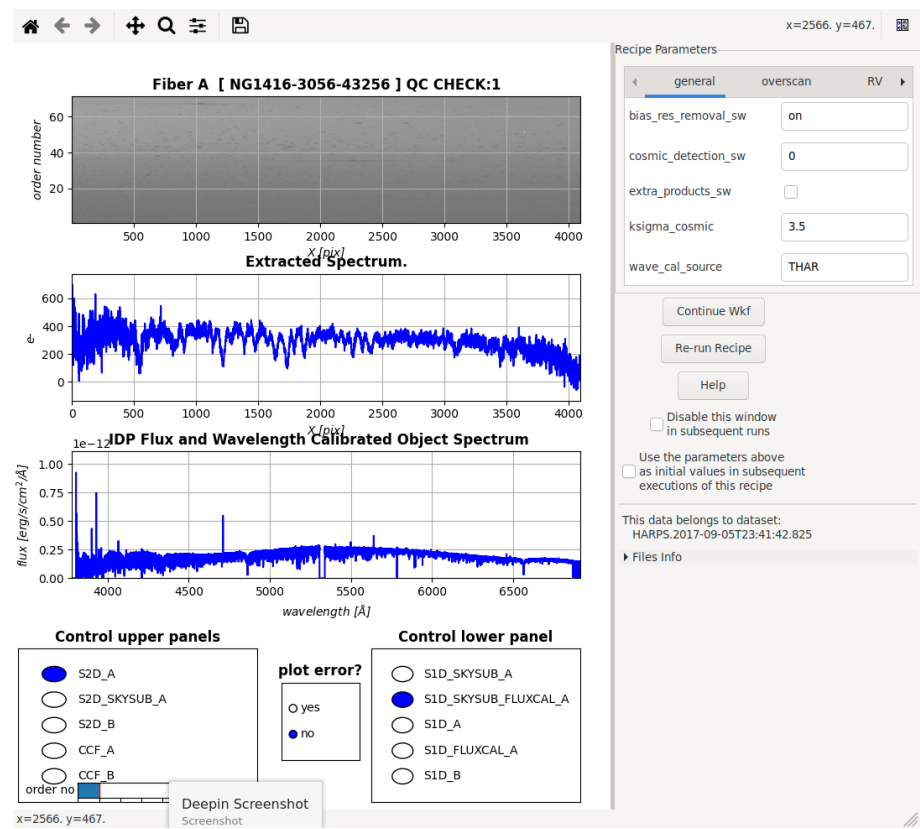 x=2566. y=467.
Recipe Parameters
general overscan RV
bias_res_removal_sw on
cosmic_detection_sw 0
extra_products_sw
ksigma_cosmic 3.5
wave_cal_source THAR
Continue Wkf
Re-run Recipe
Help
Disable this window
in subsequent runs
Use the parameters above
as initial values in subsequent
executions of this recipe
This data belongs to dataset:
HARPS.2017-09-05T23:41:42.825
Files Info
Fiber A [ NG1416-3056-43256 ] QC CHECK:1
order number
60
40
20
500 1000 1500 2000 2500 3000 3500 4000
X [pix]
Extracted Spectrum.
e-
600
400
200
0
0 500 1000 1500 2000 2500 3000 3500 4000
X [pix]
IDP Flux and Wavelength Calibrated Object Spectrum
1e−12
flux [erg/s/cm²/Å]
1.00
0.75
0.50
0.25
0.00
4000 4500 5000 5500 6000 6500
wavelength [Å]
Control upper panels
S2D_A
S2D_SKYSUB_A
S2D_B
CCF_A
CCF_B
order no
plot error?
yes
no
Control lower panel
S1D_SKYSUB_A
S1D_SKYSUB_FLUXCAL_A
S1D_A
S1D_FLUXCAL_A
S1D_B
Deepin Screenshot
Screenshot
x=2566. y=467.